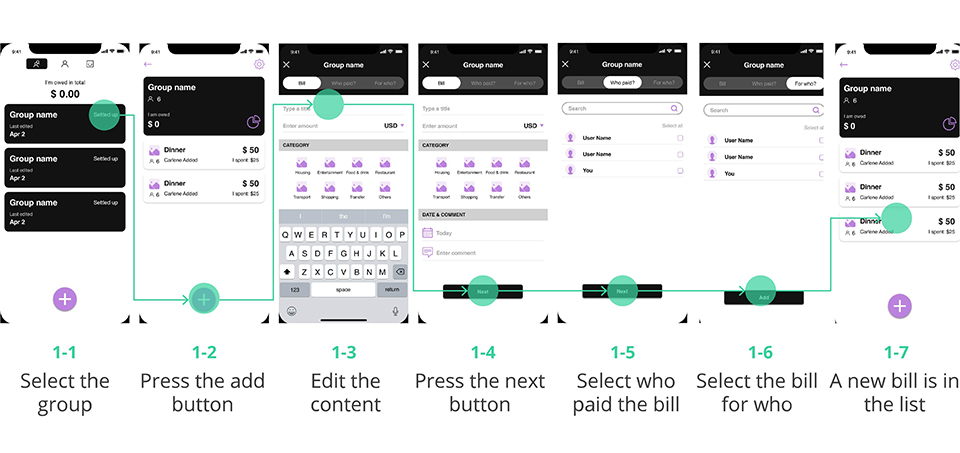 9:41
I'm owed in total
$ 0.00
Group name
Settled up
Last edited
Apr 2
Group name
Settled up
Last edited
Apr 2
Group name
Settled up
Last edited
Apr 2
1-1
Select the
group
9:41
Group name
6
I am owed
$ 0
Dinner $ 50
6 Carlene Added I spent: $25
Dinner $ 50
6 Carlene Added I spent: $25
1-2
Press the add
button
9:41
Group name
Bill Who paid? For who?
Type a title
Enter amount USD
CATEGORY
Housing Entertainment Food & drink Restaurant
Transport Shopping Transfer Others
I the I'm
Q W E R T Y U I O P
A S D F G H J K L
Z X C V B N M
123 space return
1-3
Edit the
content
9:41
Group name
Bill Who paid? For who?
Type a title
Enter amount USD
CATEGORY
Housing Entertainment Food & drink Restaurant
Transport Shopping Transfer Others
DATE & COMMENT
Today
Enter comment
Next
1-4
Press the next
button
9:41
Group name
Bill Who paid? For who?
Search
Select all
User Name
User Name
You
Next
1-5
Select who
paid the bill
9:41
Group name
Bill Who paid? For who?
Search
Select all
User Name
User Name
You
Add
1-6
Select the bill
for who
9:41
Group name
6
I am owed
$ 0
Dinner $ 50
6 Carlene Added I spent: $25
Dinner $ 50
6 Carlene Added I spent: $25
Dinner $ 50
6 Carlene Added I spent: $25
1-7
A new bill is in
the list